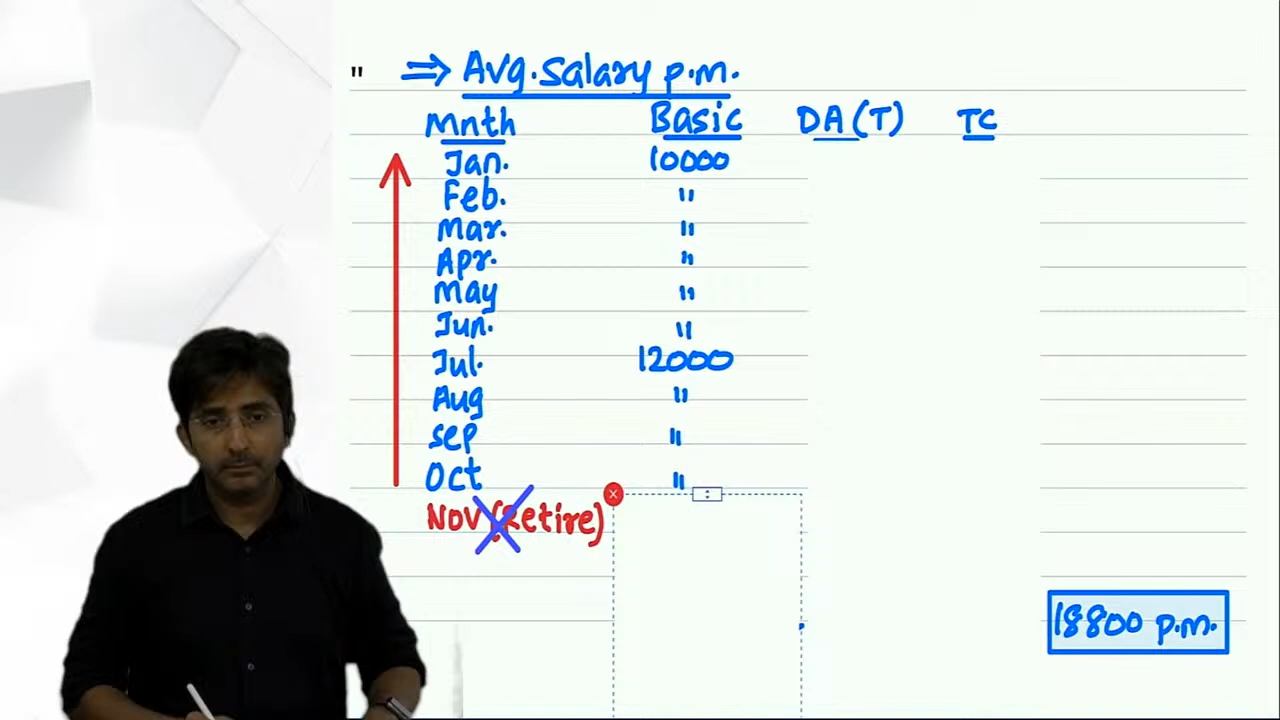 " ⇒ Avg. Salary p.m.
Mnth Basic DA (T) TC
Jan. 10000
Feb. "
Mar. "
Apr. "
May "
Jun. "
Jul. 12000
Aug "
Sep "
Oct "
Nov (Retire)
18800 p.m.